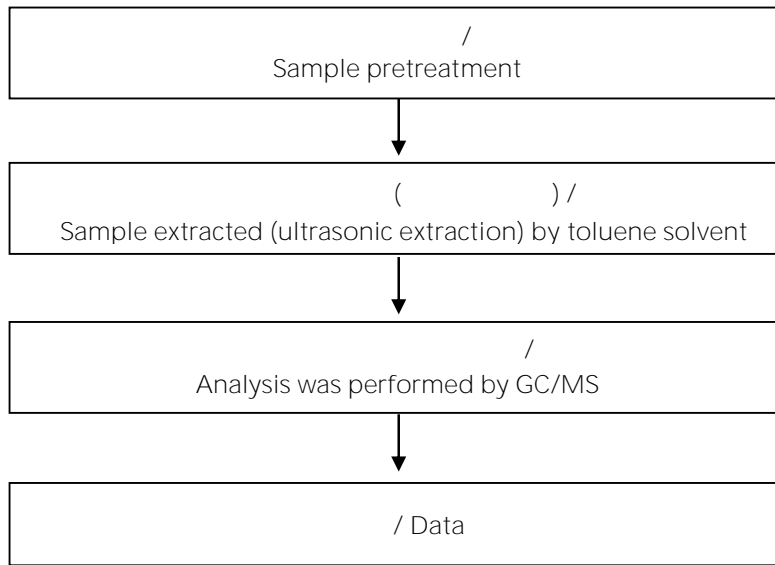 /
Sample pretreatment
( ) /
Sample extracted (ultrasonic extraction) by toluene solvent
/
Analysis was performed by GC/MS
/ Data